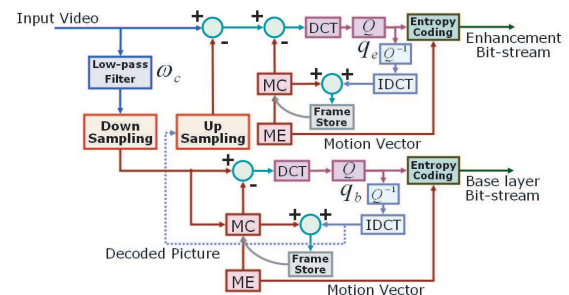 Input Video
+
-
+
-
DCT
Q
Entropy
Coding
Enhancement
Bit-stream
Low-pass
Filter
ω_c
q_e
Q⁻¹
+
+
MC
IDCT
Frame
Store
Down
Sampling
Up
Sampling
ME
Motion Vector
+
-
DCT
Q
Entropy
Coding
Base layer
Bit-stream
q_b
Q⁻¹
+
+
MC
IDCT
Decoded Picture
Frame
Store
ME
Motion Vector